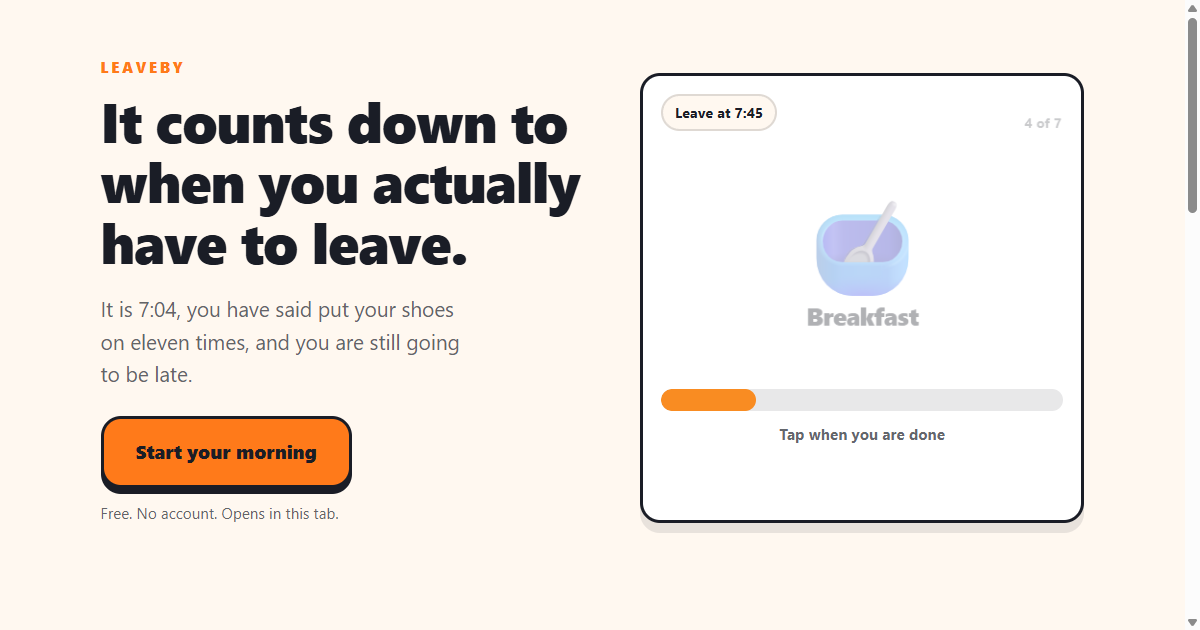 LEAVEBY
It counts down to
when you actually
have to leave.
It is 7:04, you have said put your shoes
on eleven times, and you are still going
to be late.
Start your morning
Free. No account. Opens in this tab.
Leave at 7:45
4 of 7
Breakfast
Tap when you are done